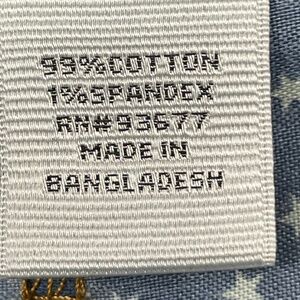 99%COTTON
1%SPANDEX
RN#93677
MADE IN
BANGLADESH